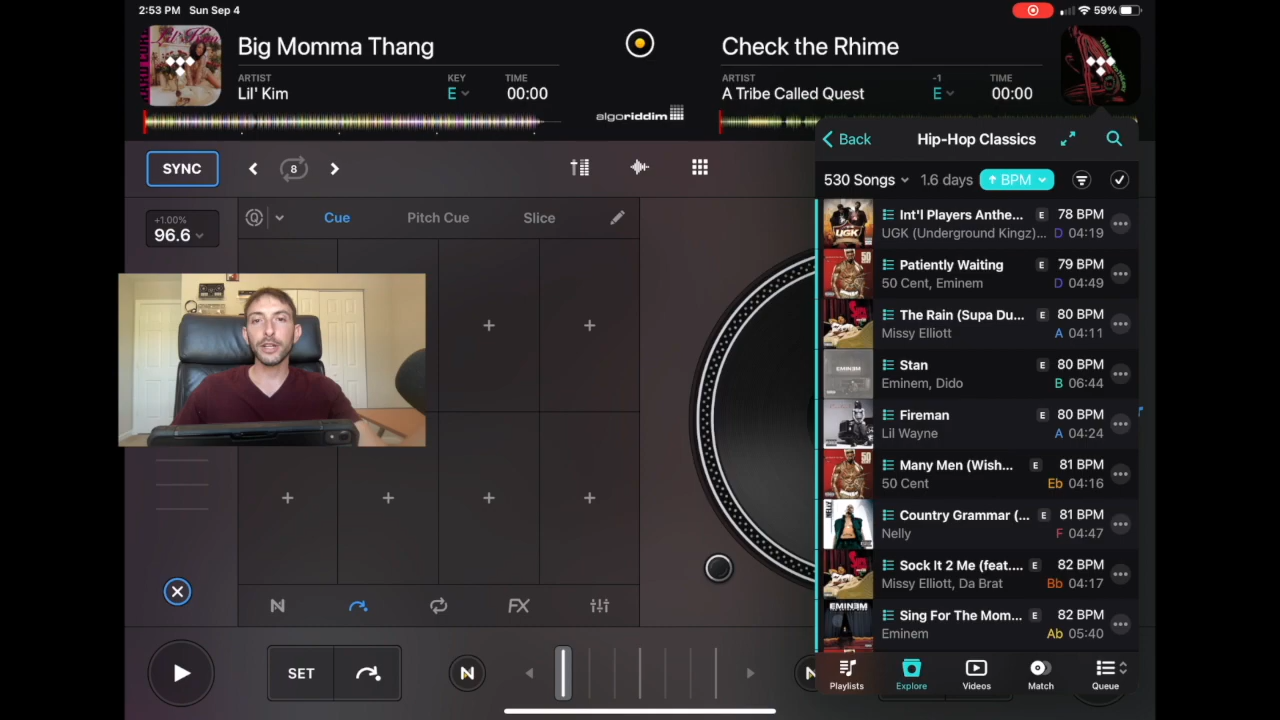 2:53 PM Sun Sep 4
59%
Big Momma Thang
ARTIST
KEY
TIME
Lil' Kim
E
00:00
algoriddim
Check the Rhime
ARTIST
-1
TIME
A Tribe Called Quest
E
00:00
SYNC
8
+1.00%
96.6
Cue
Pitch Cue
Slice
FX
SET
Back
Hip-Hop Classics
530 Songs
1.6 days
BPM
Int'l Players Anthe...
E
78 BPM
UGK (Underground Kingz)...
D
04:19
Patiently Waiting
E
79 BPM
50 Cent, Eminem
D
04:49
The Rain (Supa Du...
E
80 BPM
Missy Elliott
A
04:11
Stan
E
80 BPM
Eminem, Dido
B
06:44
Fireman
E
80 BPM
Lil Wayne
A
04:24
Many Men (Wish...
E
81 BPM
50 Cent
Eb
04:16
Country Grammar (...
E
81 BPM
Nelly
F
04:47
Sock It 2 Me (feat....
E
82 BPM
Missy Elliott, Da Brat
Bb
04:17
Sing For The Mom...
E
82 BPM
Eminem
Ab
05:40
Playlists
Explore
Videos
Match
Queue